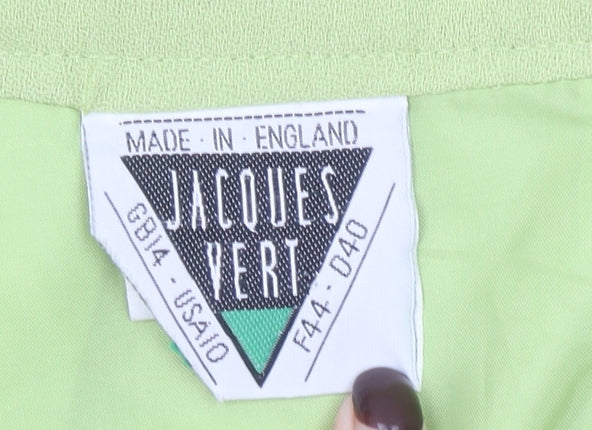 MADE · IN · ENGLAND
JACQUES
VERT
GB14 - USA10
F44 - D40